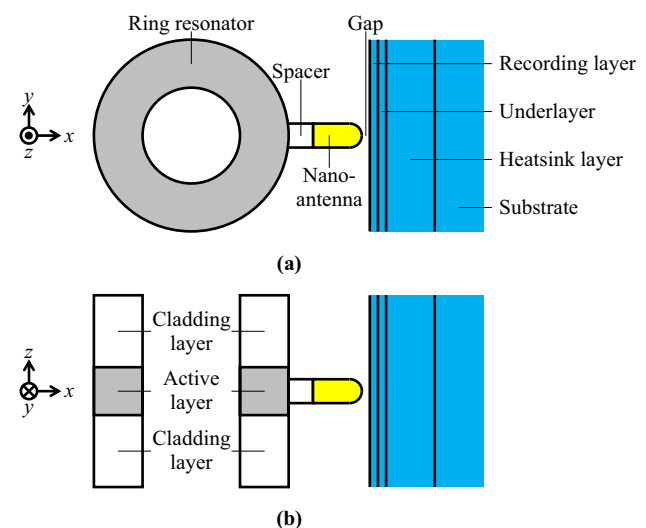 Ring resonator
Gap
Spacer
Recording layer
y
x
z
Underlayer
Nano-
antenna
Heatsink layer
Substrate
(a)
Cladding
layer
z
x
y
Active
layer
Cladding
layer
(b)